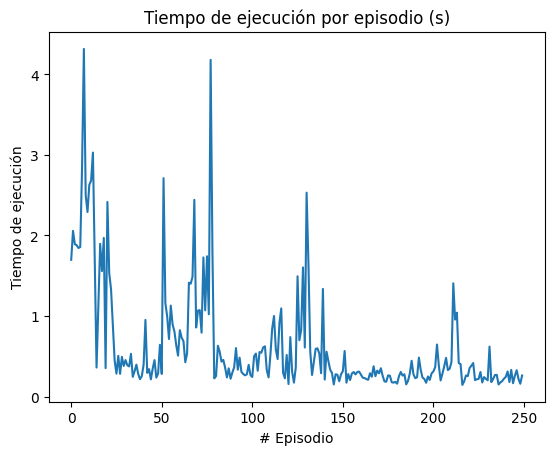 Tiempo de ejecución por episodio (s)
Tiempo de ejecución
4
3
2
1
0
0 50 100 150 200 250
# Episodio